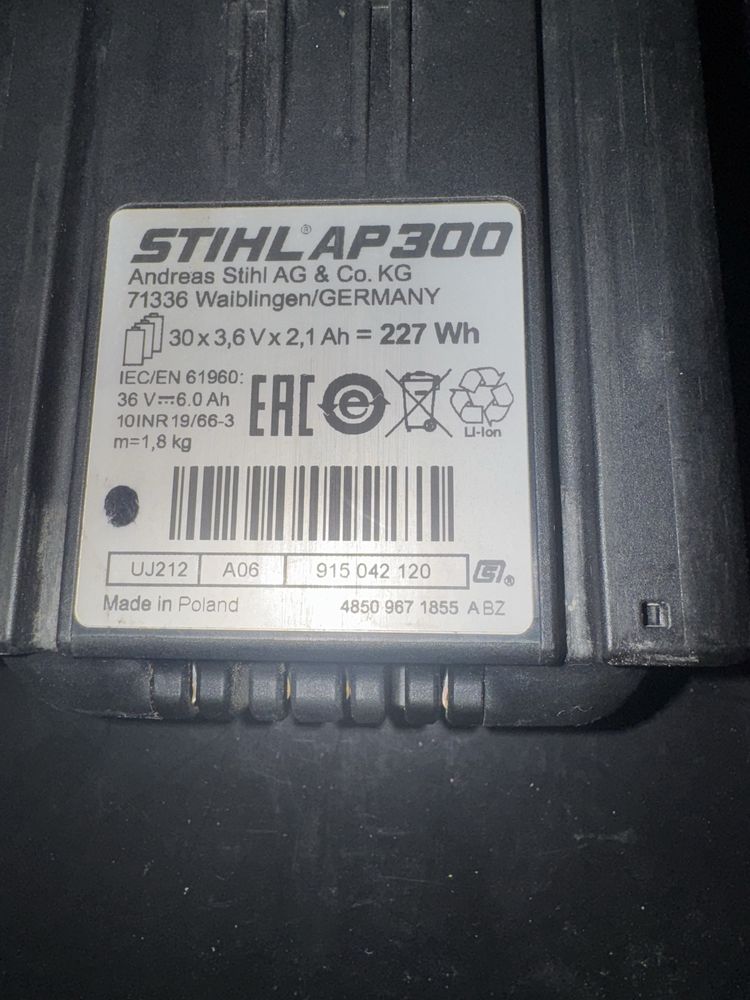 STIHL® AP 300
Andreas Stihl AG & Co. KG
71336 Waiblingen/GERMANY
30 x 3,6 V x 2,1 Ah = 227 Wh
IEC/EN 61960:
36 V⎓6.0 Ah
10INR19/66-3
m=1,8 kg
EAC
e
Li-Ion
UJ212 A06 915 042 120 ®
Made in Poland 4850 967 1855 A BZ